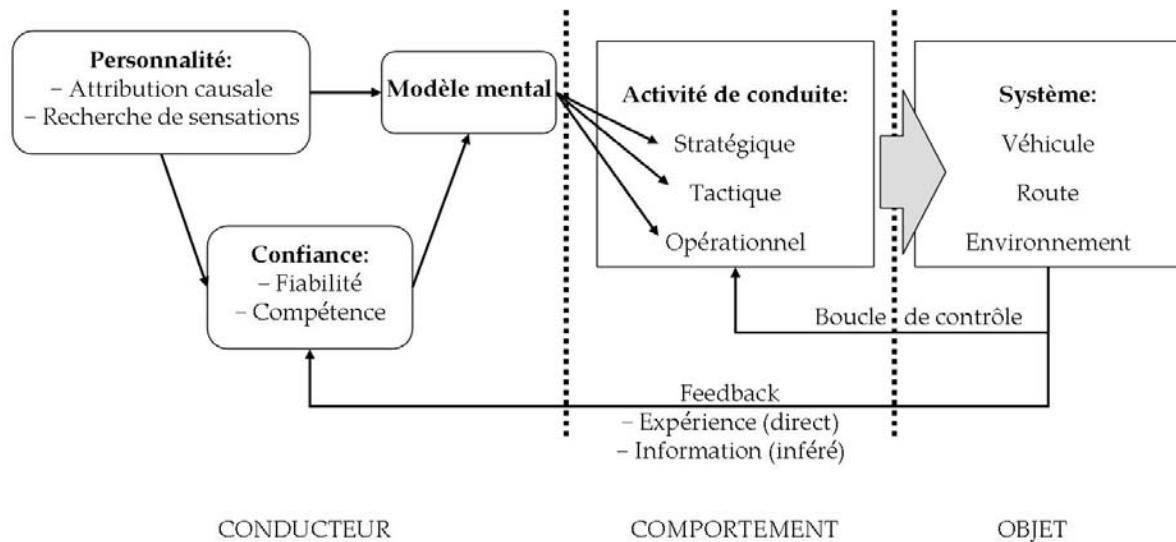 Personnalité:
– Attribution causale
– Recherche de sensations
Modèle mental
Confiance:
– Fiabilité
– Compétence
Activité de conduite:
Stratégique
Tactique
Opérationnel
Système:
Véhicule
Route
Environnement
Boucle de contrôle
Feedback
– Expérience (direct)
– Information (inféré)
CONDUCTEUR
COMPORTEMENT
OBJET